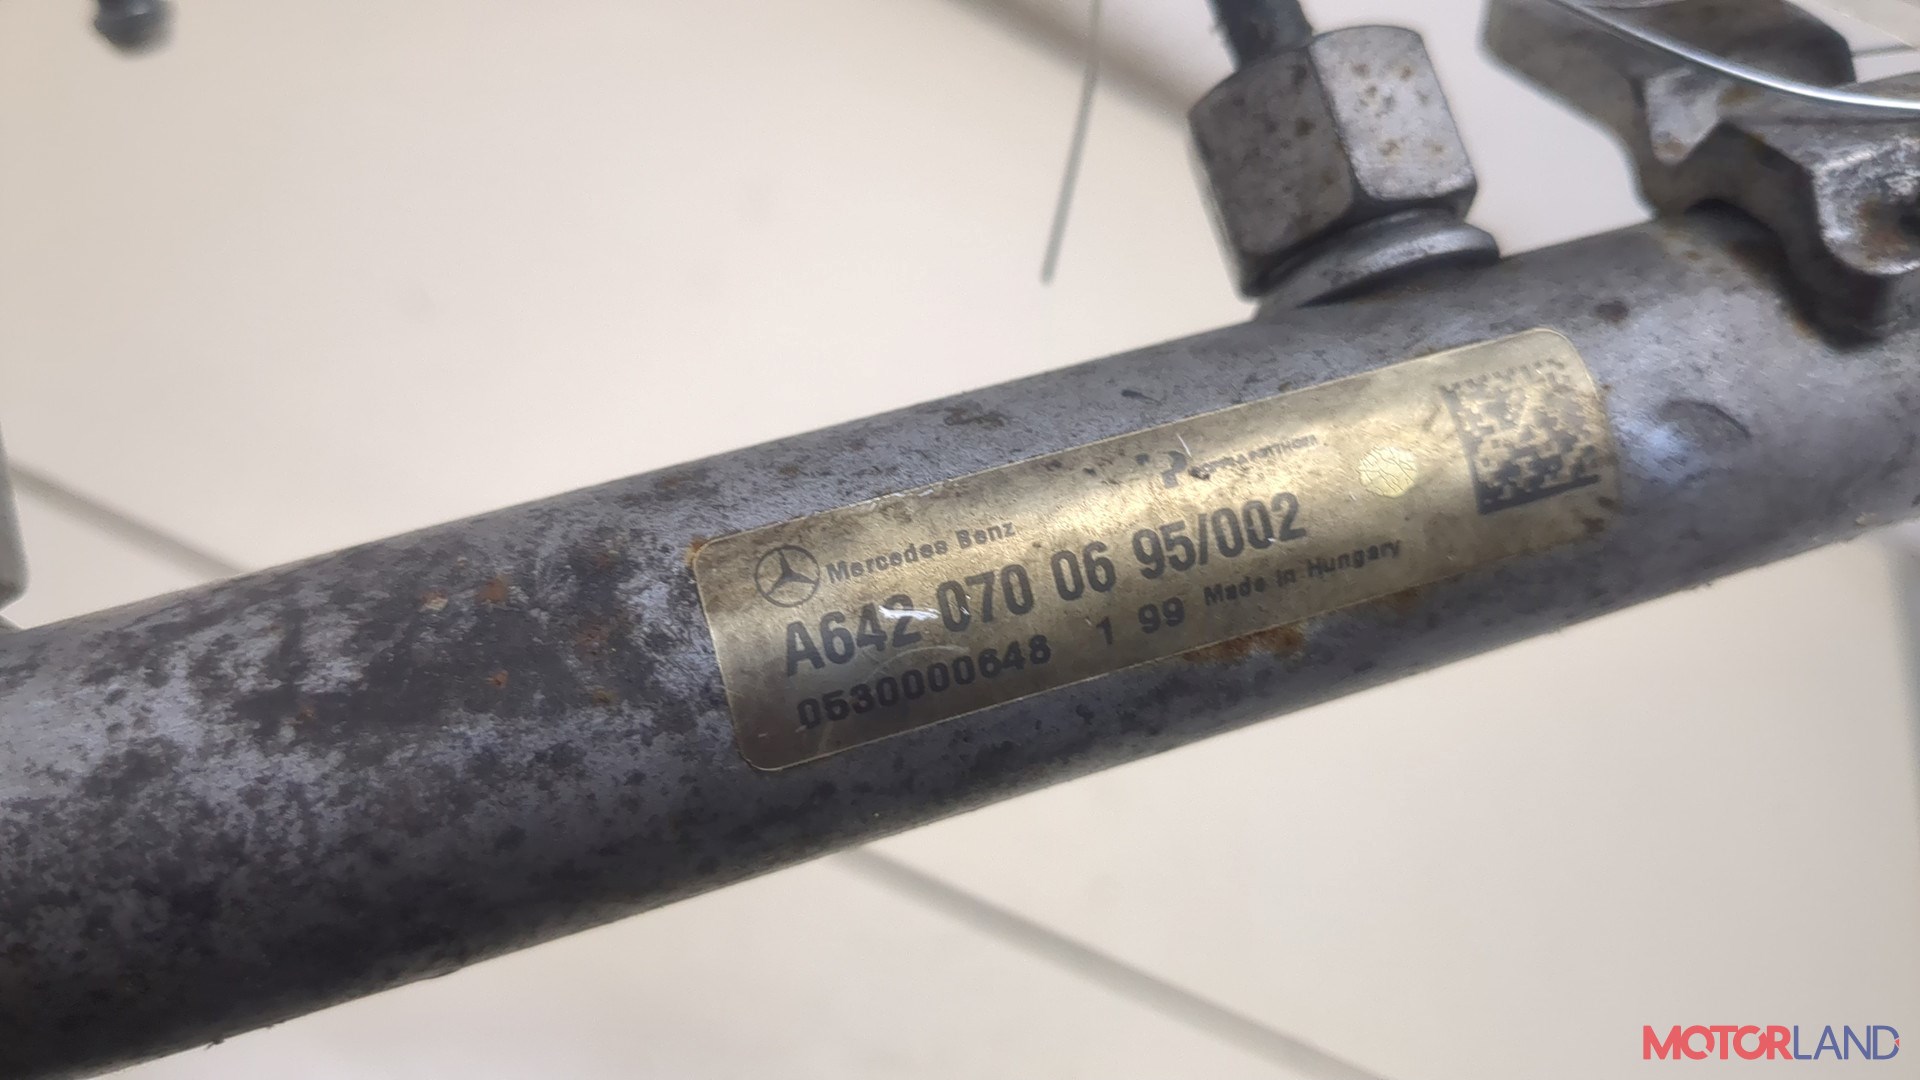 Mercedes Benz
A642 070 06 95/002
0530000648 1 99 Made in Hungary
MOTORLAND